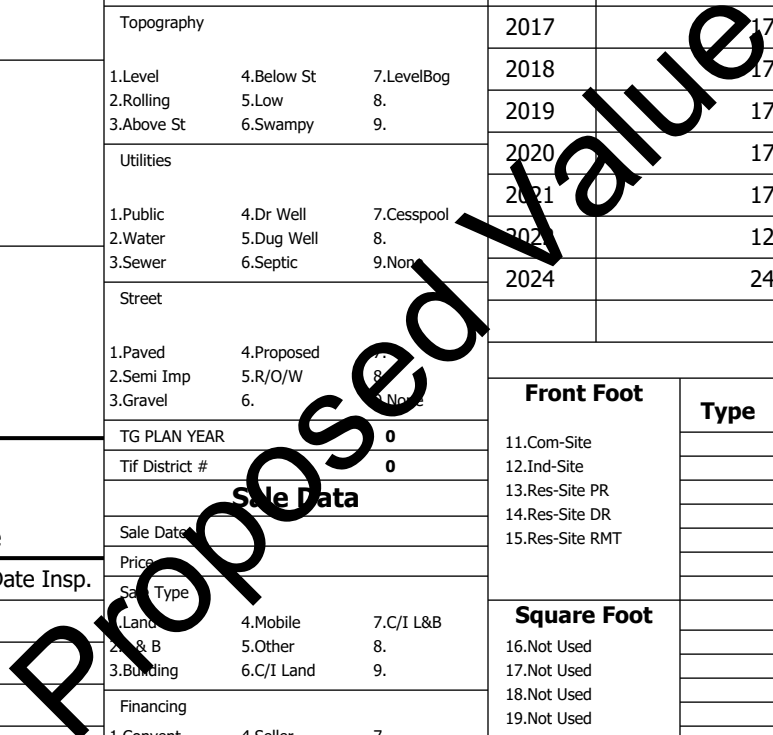 Topography
1.Level 4.Below St 7.LevelBog
2.Rolling 5.Low 8.
3.Above St 6.Swampy 9.
Utilities
1.Public 4.Dr Well 7.Cesspool
2.Water 5.Dug Well 8.
3.Sewer 6.Septic 9.None
Street
1.Paved 4.Proposed 7.
2.Semi Imp 5.R/O/W 8.
3.Gravel 6. 9.None
TG PLAN YEAR 0
Tif District # 0
Sale Data
Sale Date
Price
Sale Type
1.Land 4.Mobile 7.C/I L&B
2.L & B 5.Other 8.
3.Building 6.C/I Land 9.
Financing
2017 17
2018 17
2019 17
2020 17
2021 17
12
2024 24
Front Foot
Type
11.Com-Site
12.Ind-Site
13.Res-Site PR
14.Res-Site DR
15.Res-Site RMT
Square Foot
16.Not Used
17.Not Used
18.Not Used
19.Not Used
Date Insp.
Proposed Value